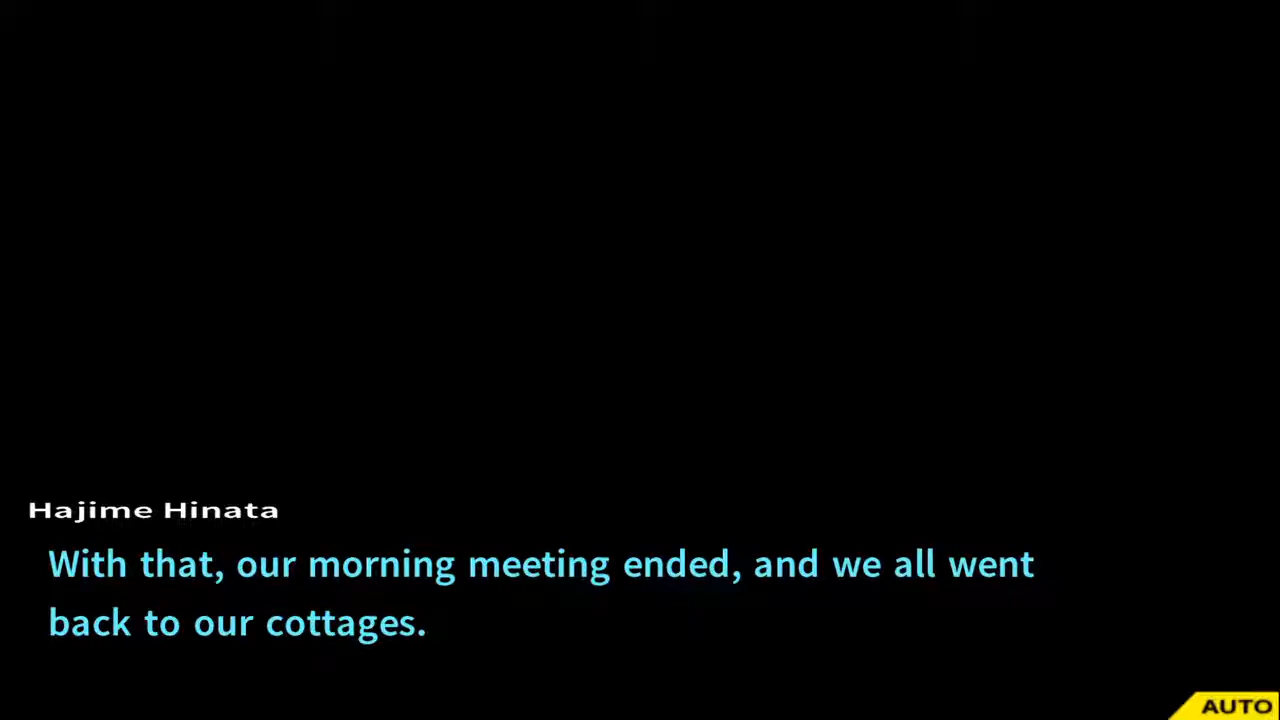 Hajime Hinata
With that, our morning meeting ended, and we all went
back to our cottages.
AUTO